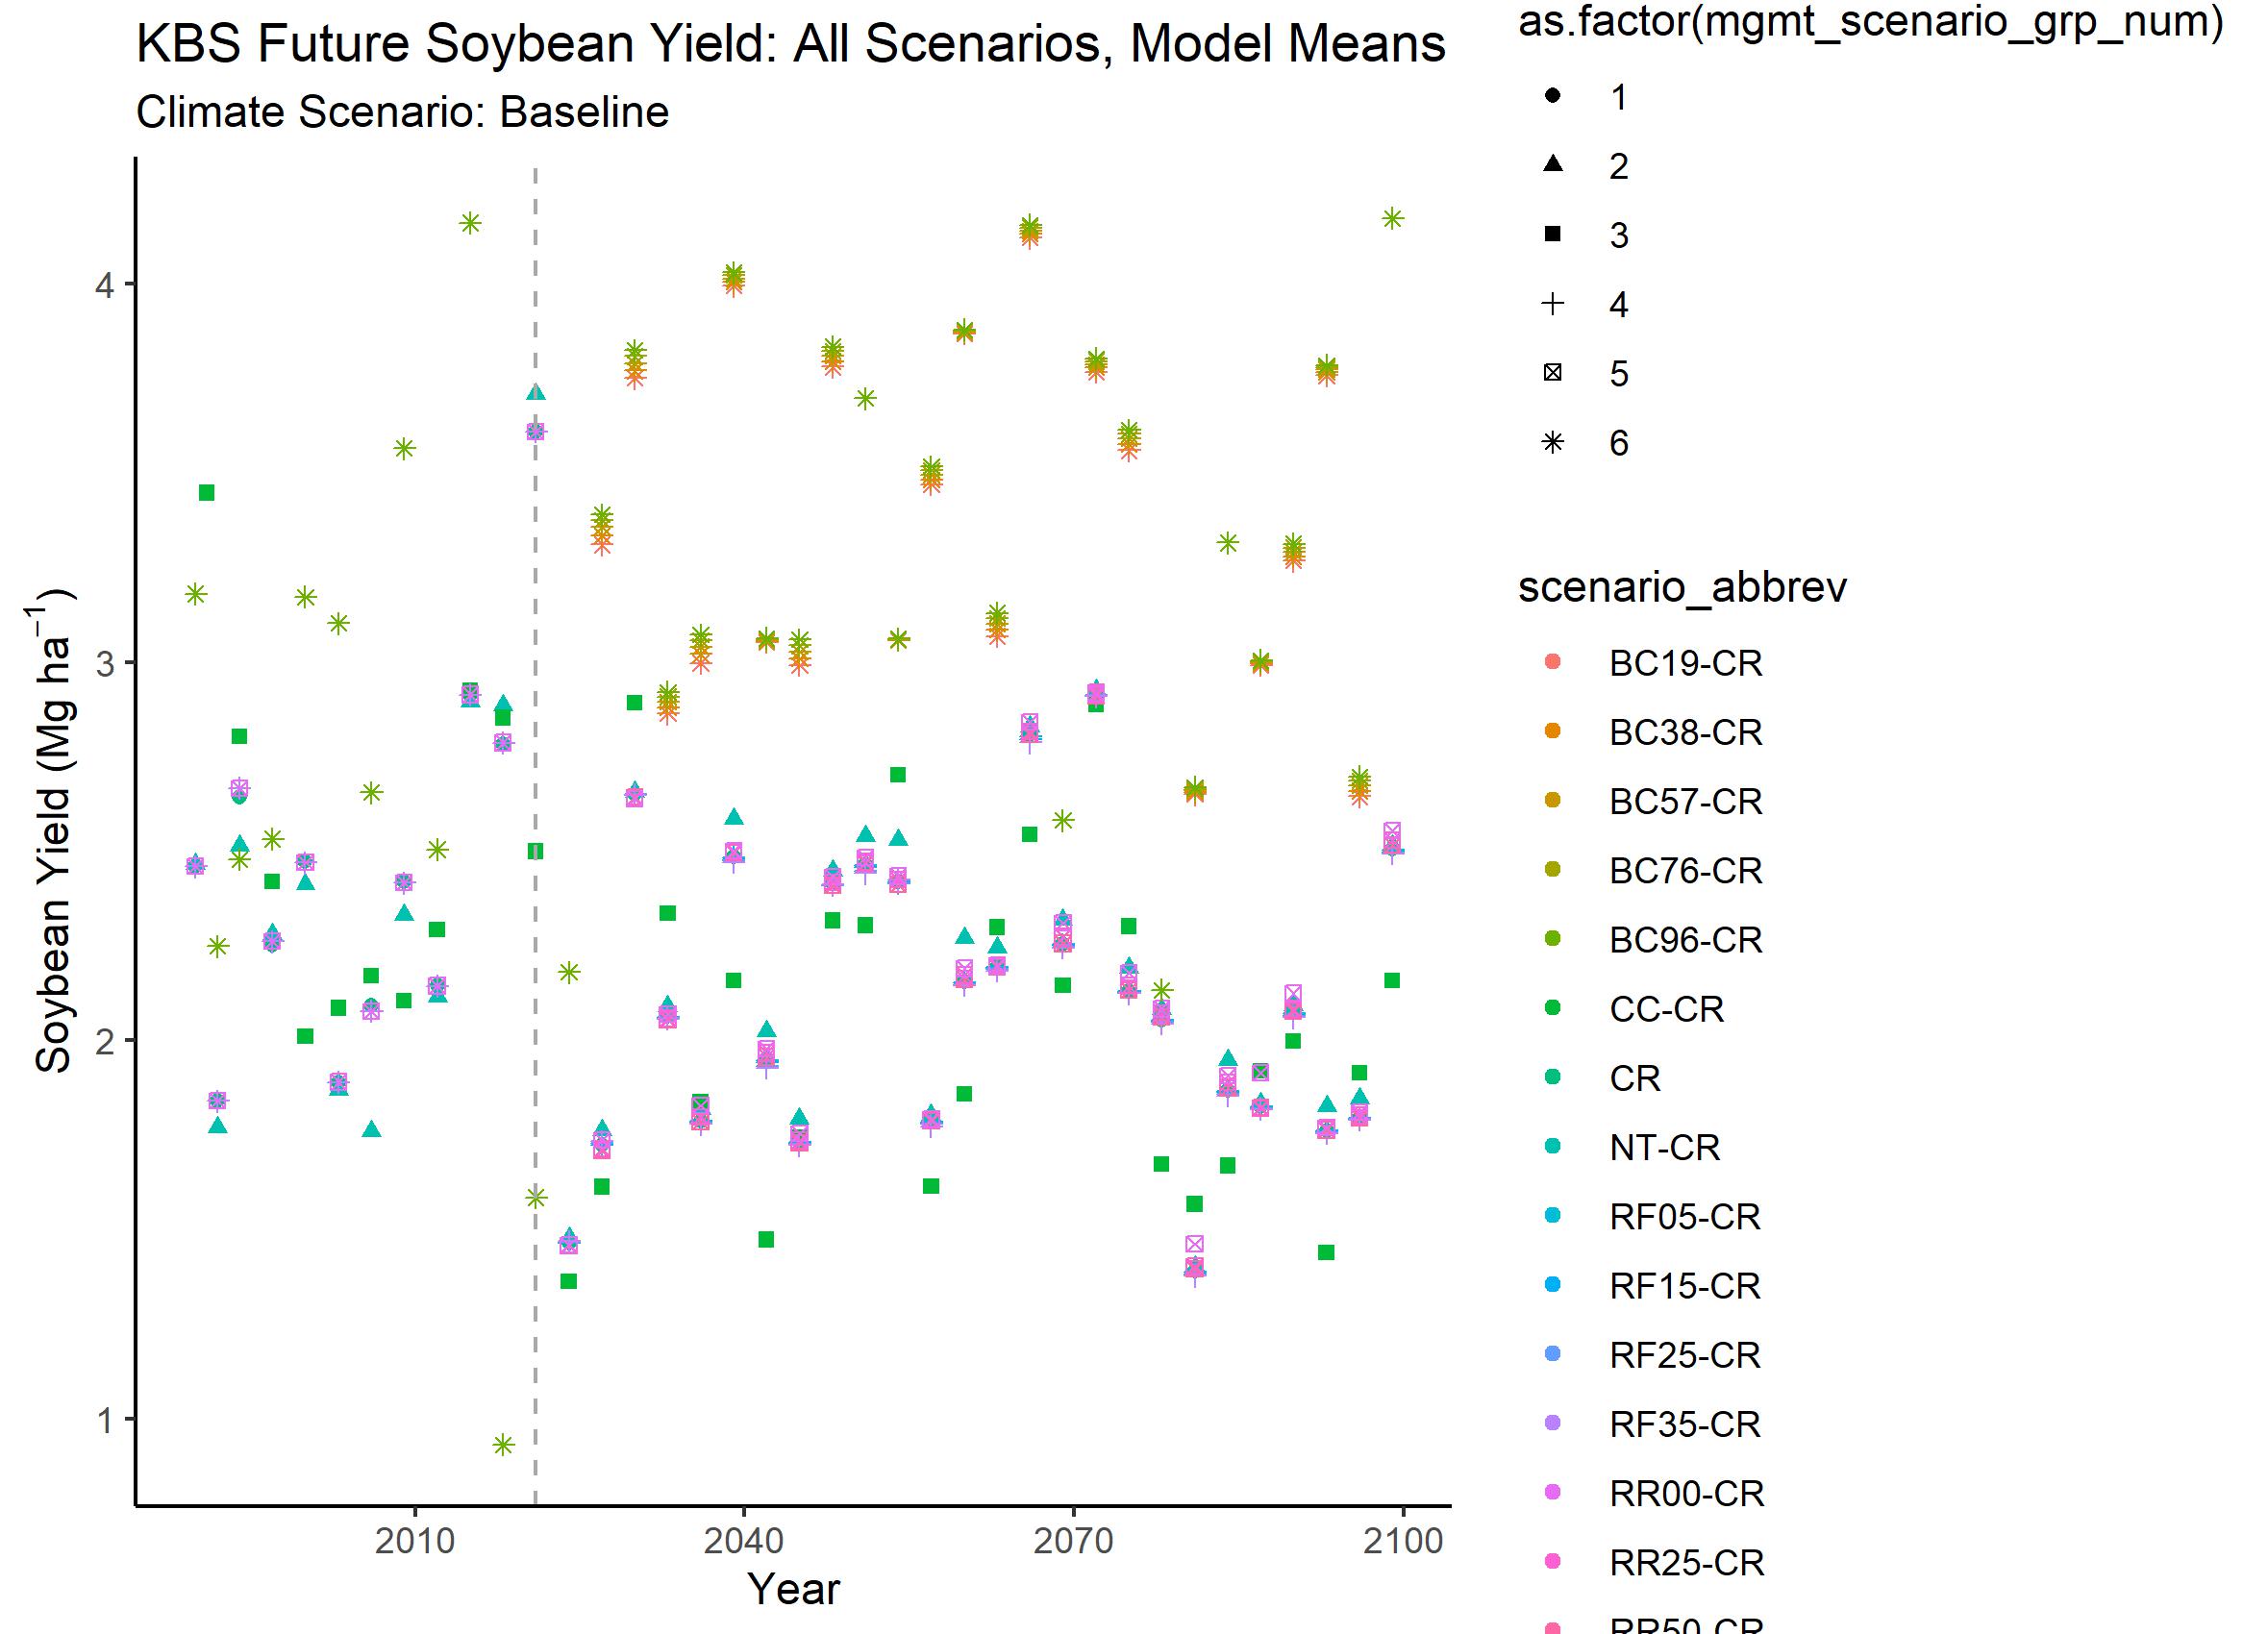 KBS Future Soybean Yield: All Scenarios, Model Means
Climate Scenario: Baseline
Soybean Yield (Mg ha⁻¹)
4
3
2
1
2010
2040
2070
2100
Year
as.factor(mgmt_scenario_grp_num)
1
2
3
4
5
6
scenario_abbrev
BC19-CR
BC38-CR
BC57-CR
BC76-CR
BC96-CR
CC-CR
CR
NT-CR
RF05-CR
RF15-CR
RF25-CR
RF35-CR
RR00-CR
RR25-CR
RR50-CR